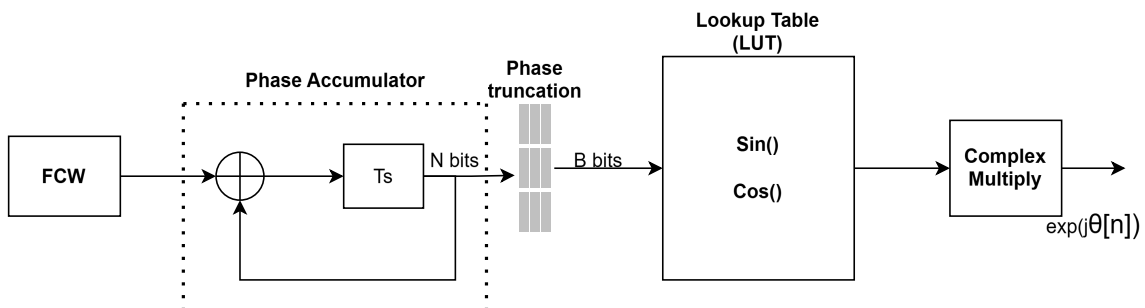 Lookup Table
(LUT)
Phase Accumulator
Phase
truncation
FCW
Ts
N bits
B bits
Sin()
Cos()
Complex
Multiply
exp(jθ[n])